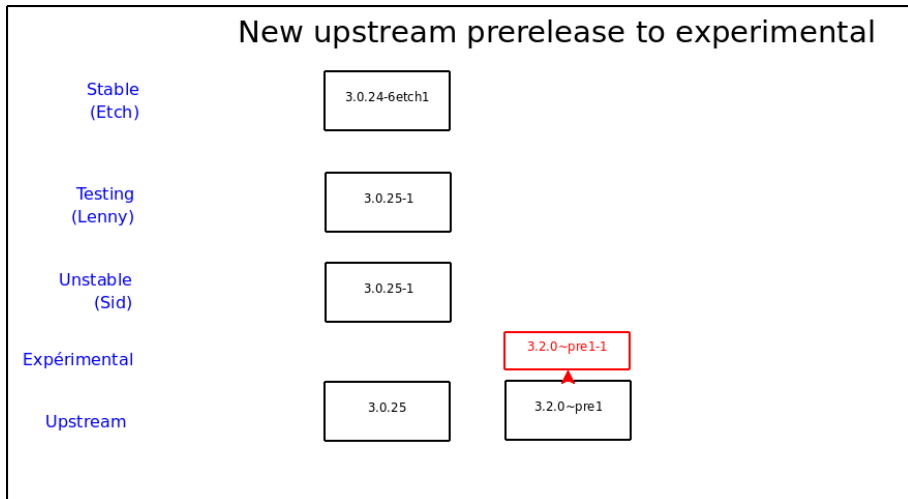 New upstream prerelease to experimental
Stable
(Etch)
3.0.24-6etch1
Testing
(Lenny)
3.0.25-1
Unstable
(Sid)
3.0.25-1
Expérimental
3.2.0~pre1-1
Upstream
3.0.25
3.2.0~pre1